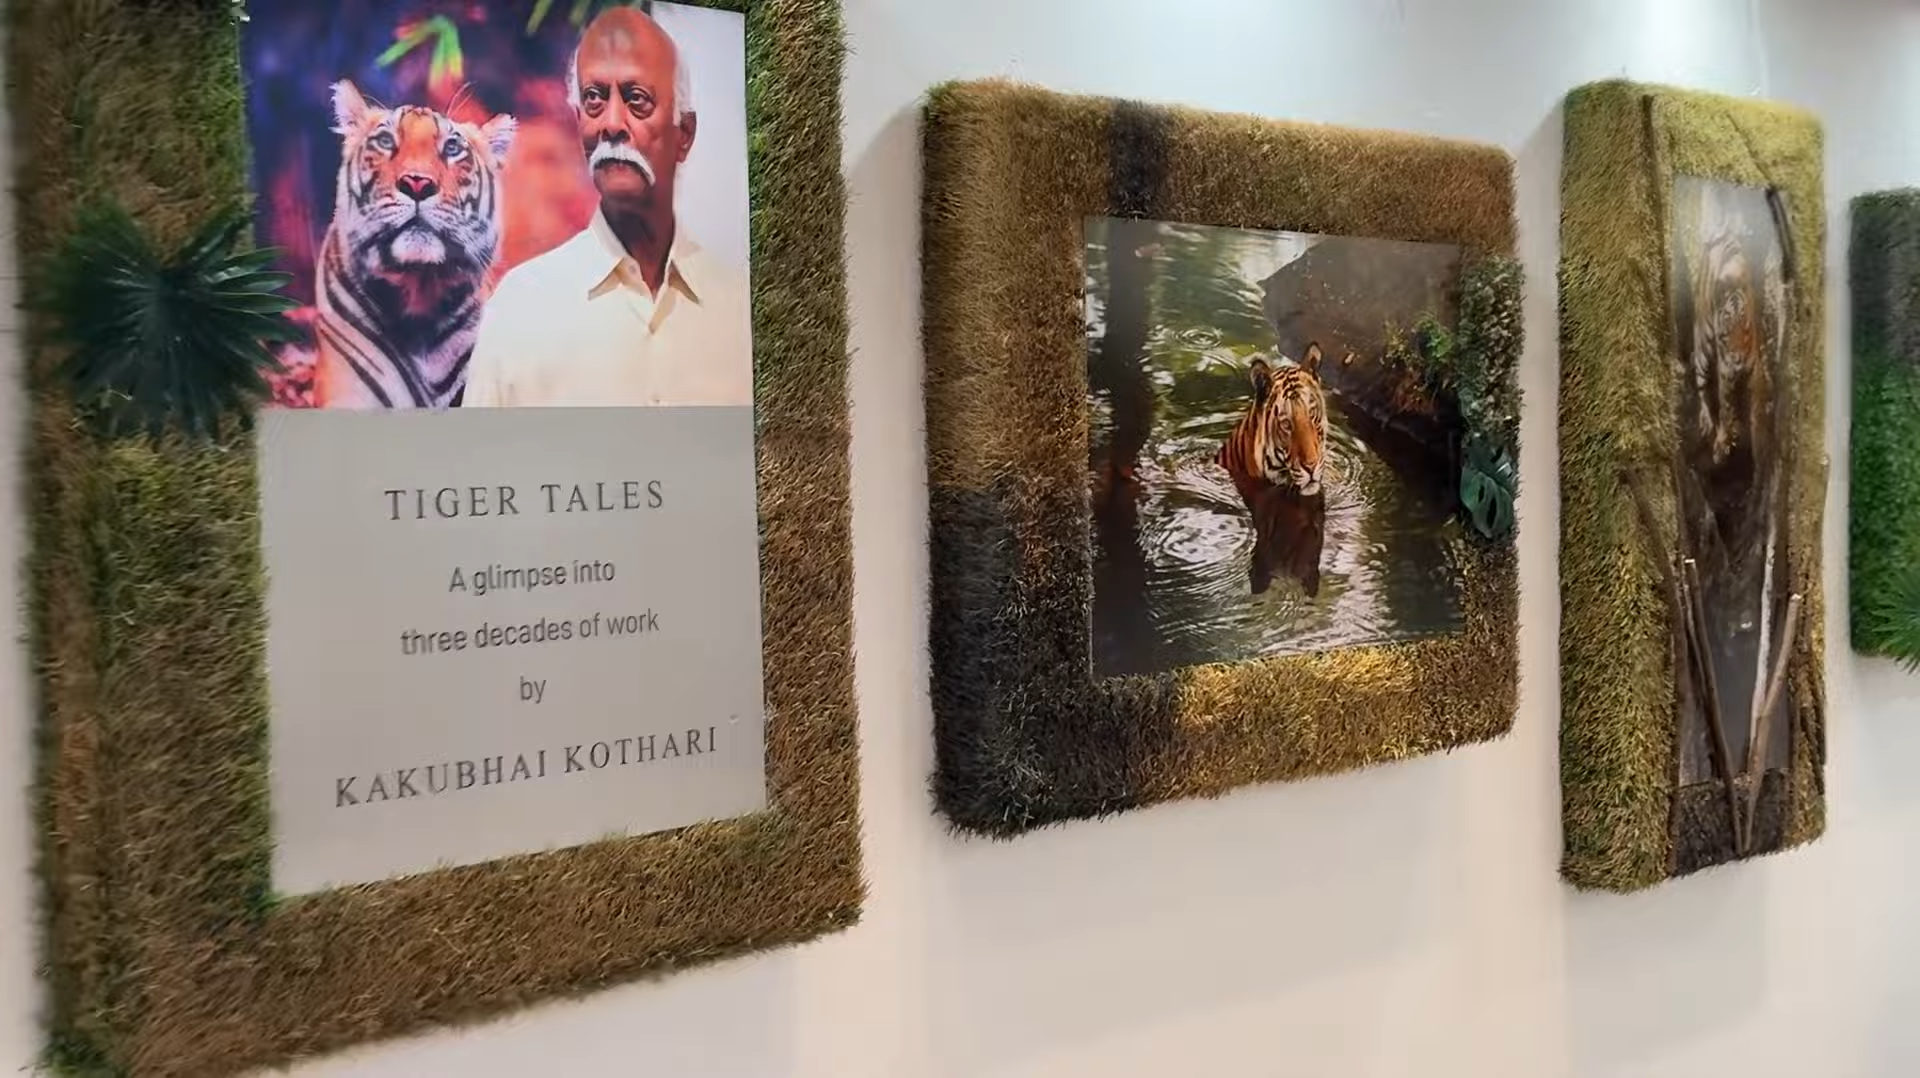 TIGER TALES
A glimpse into
three decades of work
by
KAKUBHAI KOTHARI